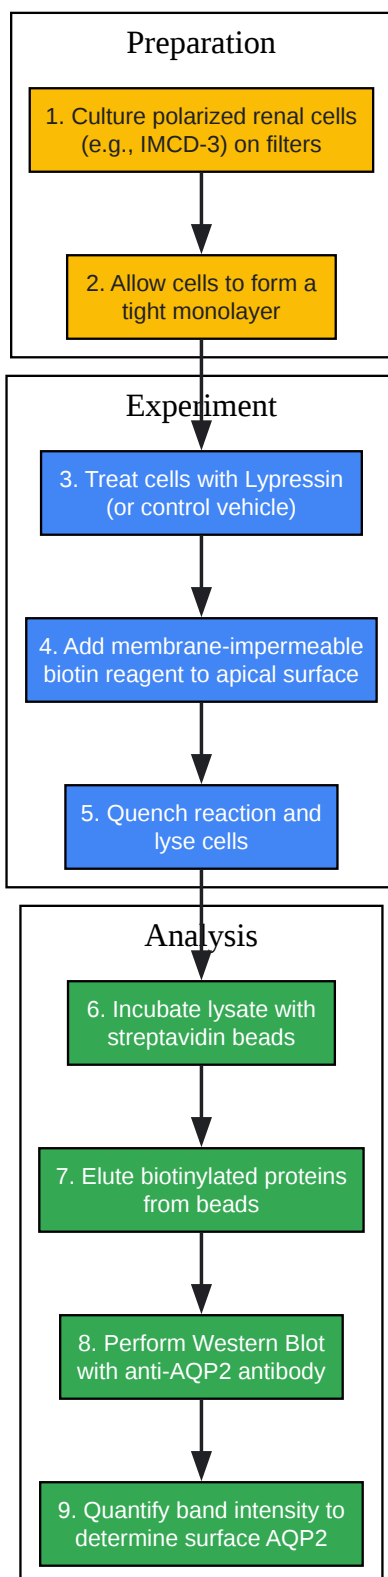 Preparation
1. Culture polarized renal cells
(e.g., IMCD-3) on filters
2. Allow cells to form a
tight monolayer
Experiment
3. Treat cells with Lypressin
(or control vehicle)
4. Add membrane-impermeable
biotin reagent to apical surface
5. Quench reaction and
lyse cells
Analysis
6. Incubate lysate with
streptavidin beads
7. Elute biotinylated proteins
from beads
8. Perform Western Blot
with anti-AQP2 antibody
9. Quantify band intensity to
determine surface AQP2